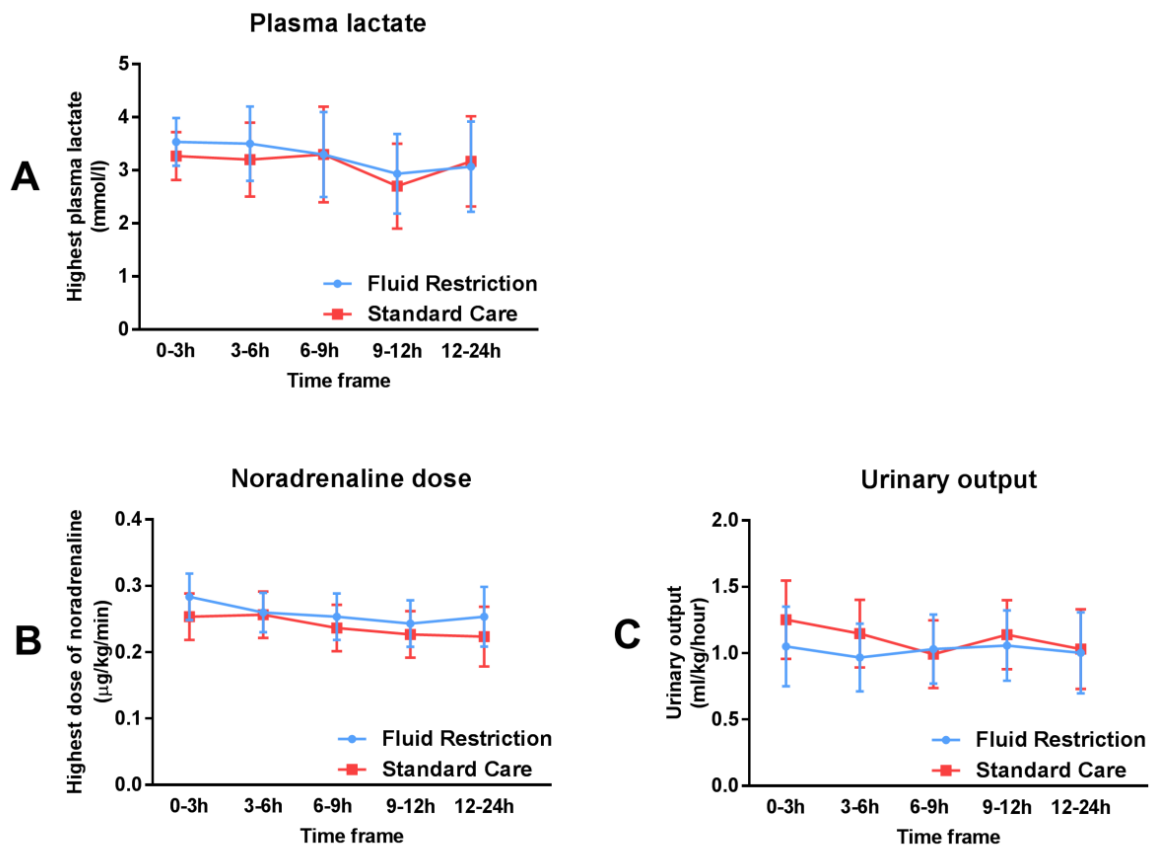 Plasma lactate
A
Highest plasma lactate
(mmol/l)
5
4
3
2
1
0
Fluid Restriction
Standard Care
0-3h 3-6h 6-9h 9-12h 12-24h
Time frame
Noradrenaline dose
B
Highest dose of noradrenaline
(µg/kg/min)
0.4
0.3
0.2
0.1
0.0
Fluid Restriction
Standard Care
0-3h 3-6h 6-9h 9-12h 12-24h
Time frame
Urinary output
C
Urinary output
(ml/kg/hour)
2.0
1.5
1.0
0.5
0.0
Fluid Restriction
Standard Care
0-3h 3-6h 6-9h 9-12h 12-24h
Time frame